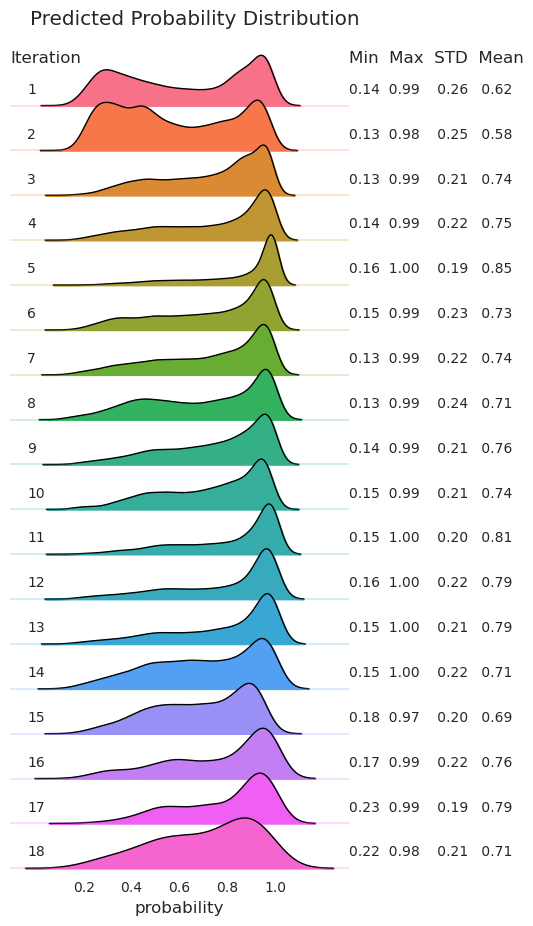 Predicted Probability Distribution
Iteration Min Max STD Mean
1 0.14 0.99 0.26 0.62
2 0.13 0.98 0.25 0.58
3 0.13 0.99 0.21 0.74
4 0.14 0.99 0.22 0.75
5 0.16 1.00 0.19 0.85
6 0.15 0.99 0.23 0.73
7 0.13 0.99 0.22 0.74
8 0.13 0.99 0.24 0.71
9 0.14 0.99 0.21 0.76
10 0.15 0.99 0.21 0.74
11 0.15 1.00 0.20 0.81
12 0.16 1.00 0.22 0.79
13 0.15 1.00 0.21 0.79
14 0.15 1.00 0.22 0.71
15 0.18 0.97 0.20 0.69
16 0.17 0.99 0.22 0.76
17 0.23 0.99 0.19 0.79
18 0.22 0.98 0.21 0.71
0.2 0.4 0.6 0.8 1.0
probability